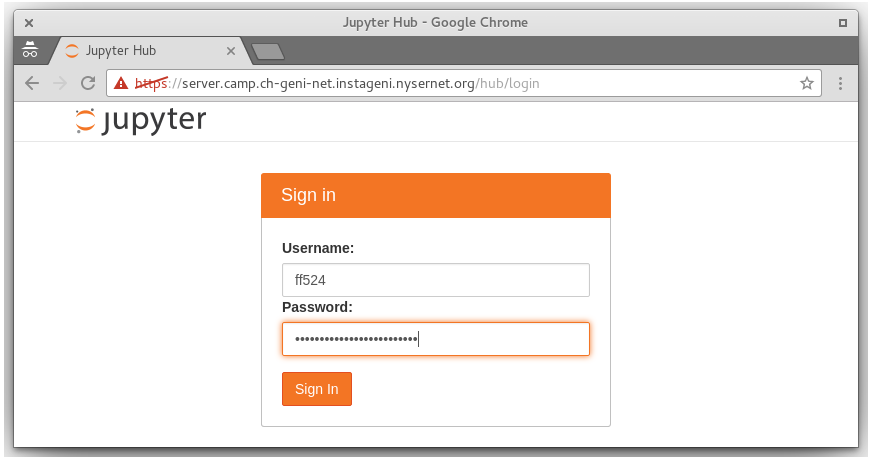 Jupyter Hub - Google Chrome
Jupyter Hub
https://server.camp.ch-geni-net.instageni.nysernet.org/hub/login
jupyter
Sign in
Username:
ff524
Password:
•••••••••••••••••••••••••
Sign In